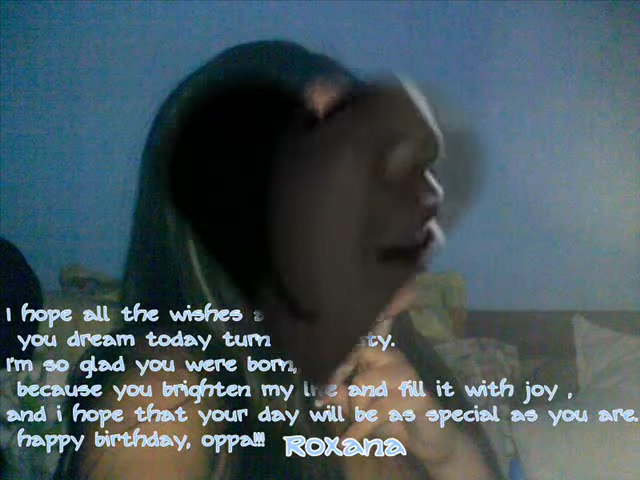 I hope all the wishes
you dream today turn
I'm so glad you were born,
because you brighten my and fill it with joy ,
and i hope that your day will be as special as you are.
happy birthday, oppa!!!
Roxana